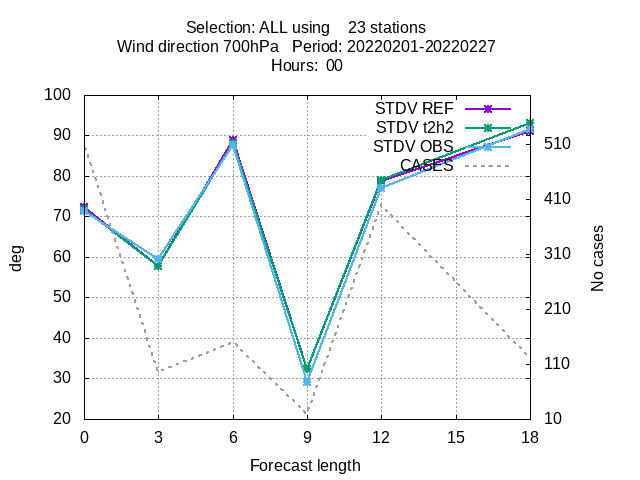 Selection: ALL using 23 stations
Wind direction 700hPa Period: 20220201-20220227
Hours: 00
STDV REF
STDV t2h2
STDV OBS
CASES
100
90
80
70
60
50
40
30
20
510
410
310
210
110
10
deg
No cases
0 3 6 9 12 15 18
Forecast length